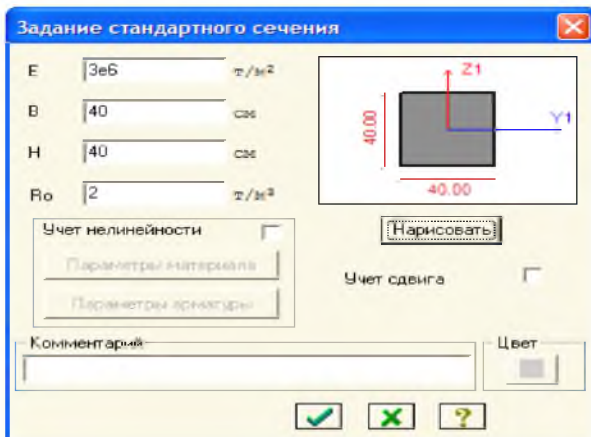 Задание стандартного сечения
E 3e6 т/м²
B 40 см
H 40 см
Ro 2 т/м³
Z1
Y1
40.00
40.00
Учет нелинейности
Параметры материала
Параметры арматуры
Нарисовать
Учет сдвига
Комментарий
Цвет
?